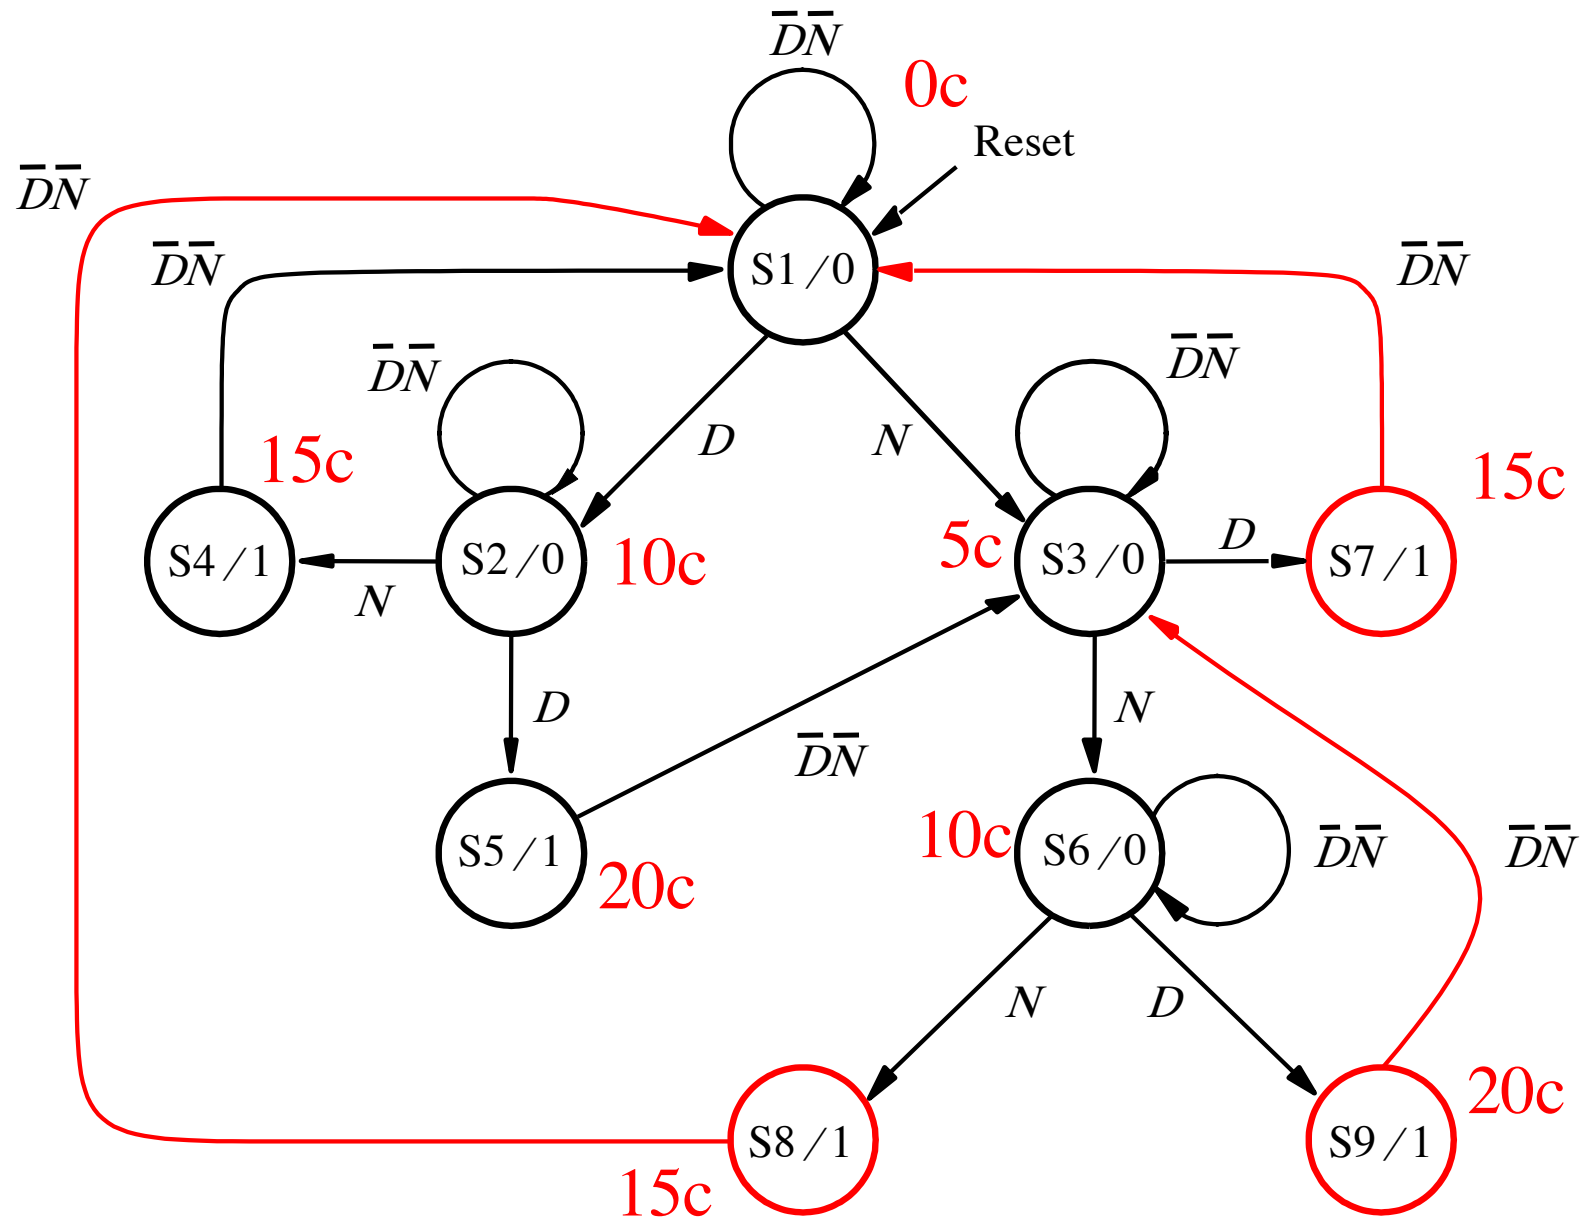 D̅N̅
0c
Reset
D̅N̅
D̅N̅
S1/0
D̅N̅
D̅N̅
D̅N̅
D
N
15c
15c
5c
10c
S4/1
S2/0
S3/0
D
S7/1
N
D
N
D̅N̅
10c
S5/1
S6/0
D̅N̅
D̅N̅
20c
N
D
20c
S8/1
S9/1
15c